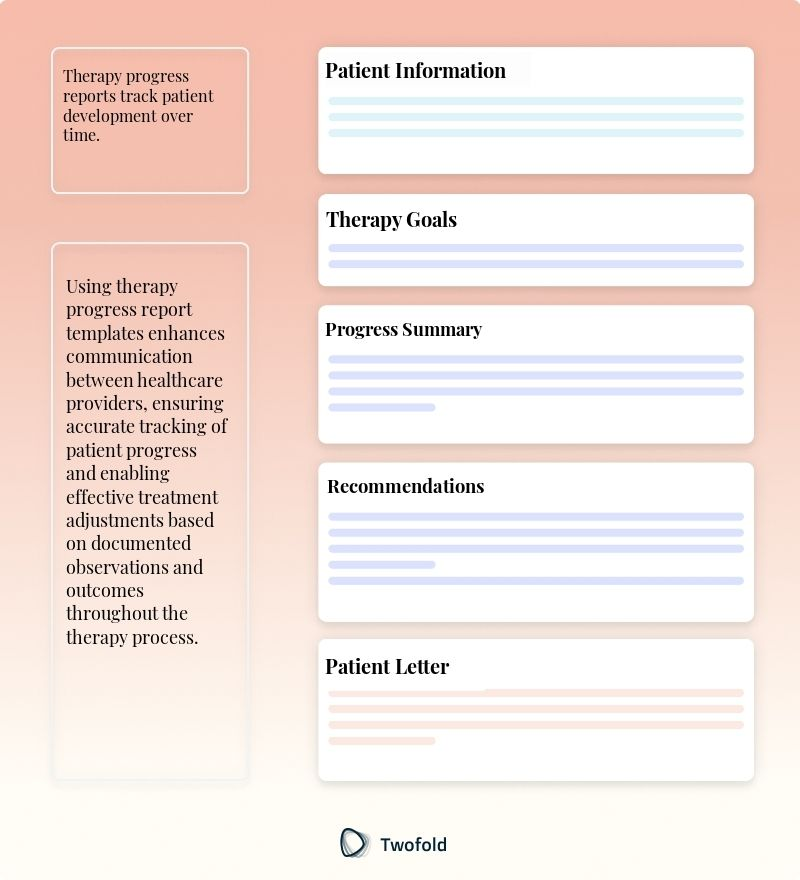 Therapy progress
reports track patient
development over
time.
Using therapy
progress report
templates enhances
communication
between healthcare
providers, ensuring
accurate tracking of
patient progress
and enabling
effective treatment
adjustments based
on documented
observations and
outcomes
throughout the
therapy process.
Patient Information
Therapy Goals
Progress Summary
Recommendations
Patient Letter
Twofold